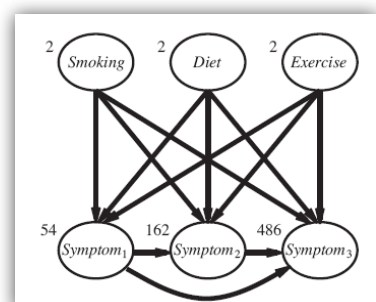 2 Smoking 2 Diet 2 Exercise
54 Symptom₁ 162 Symptom₂ 486 Symptom₃